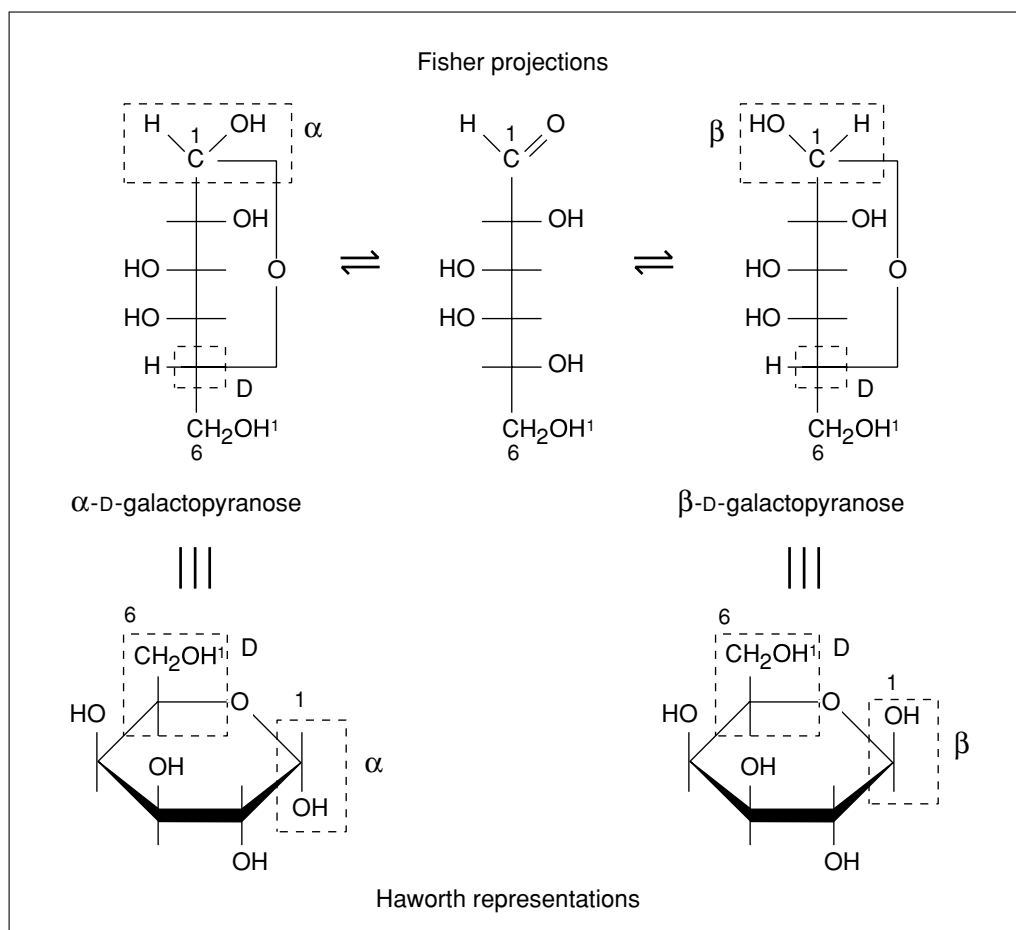 Fisher projections
H 1 OH α H 1 O β HO 1 H
C C C
OH OH OH
HO O HO HO O
HO HO HO
H D OH H D
CH₂OH¹ CH₂OH¹ CH₂OH¹
6 6 6
α-D-galactopyranose β-D-galactopyranose
6 6
CH₂OH¹ D CH₂OH¹ D
HO O 1 HO O 1
OH
OH α OH β
OH
OH OH
Haworth representations